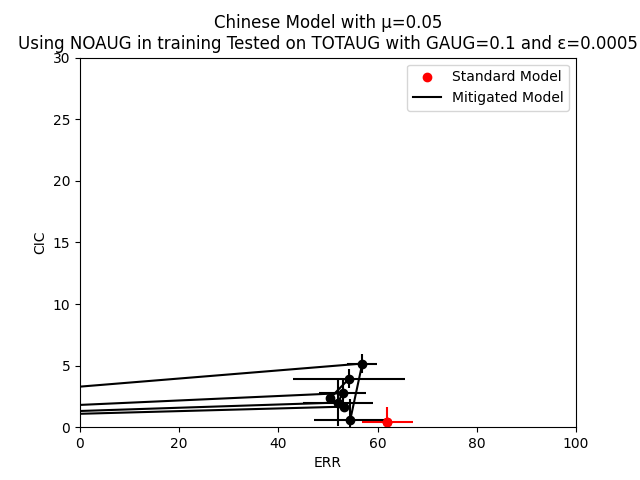 Chinese Model with μ=0.05
Using NOAUG in training Tested on TOTAUG with GAUG=0.1 and ε=0.0005
Standard Model
Mitigated Model
30
25
20
15
10
5
0
CIC
0 20 40 60 80 100
ERR